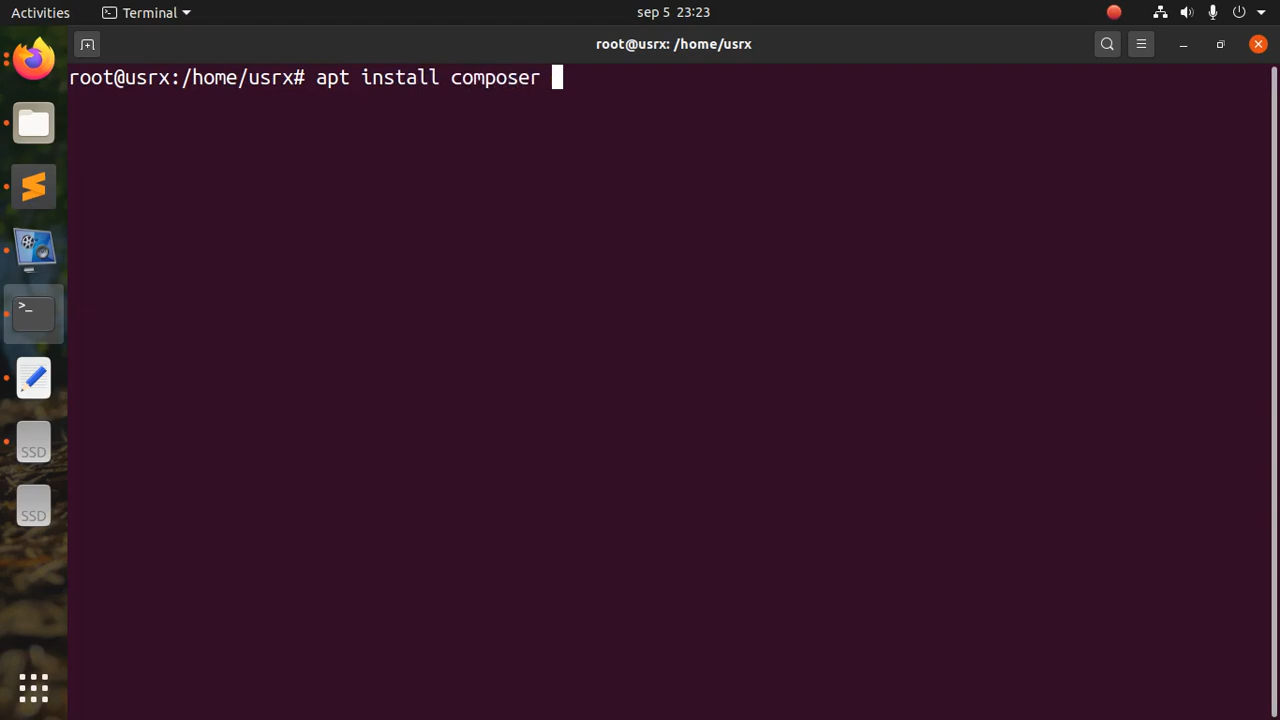 Activities Terminal sep 5 23:23
root@usrx: /home/usrx
root@usrx:/home/usrx# apt install composer
>_
SSD
SSD